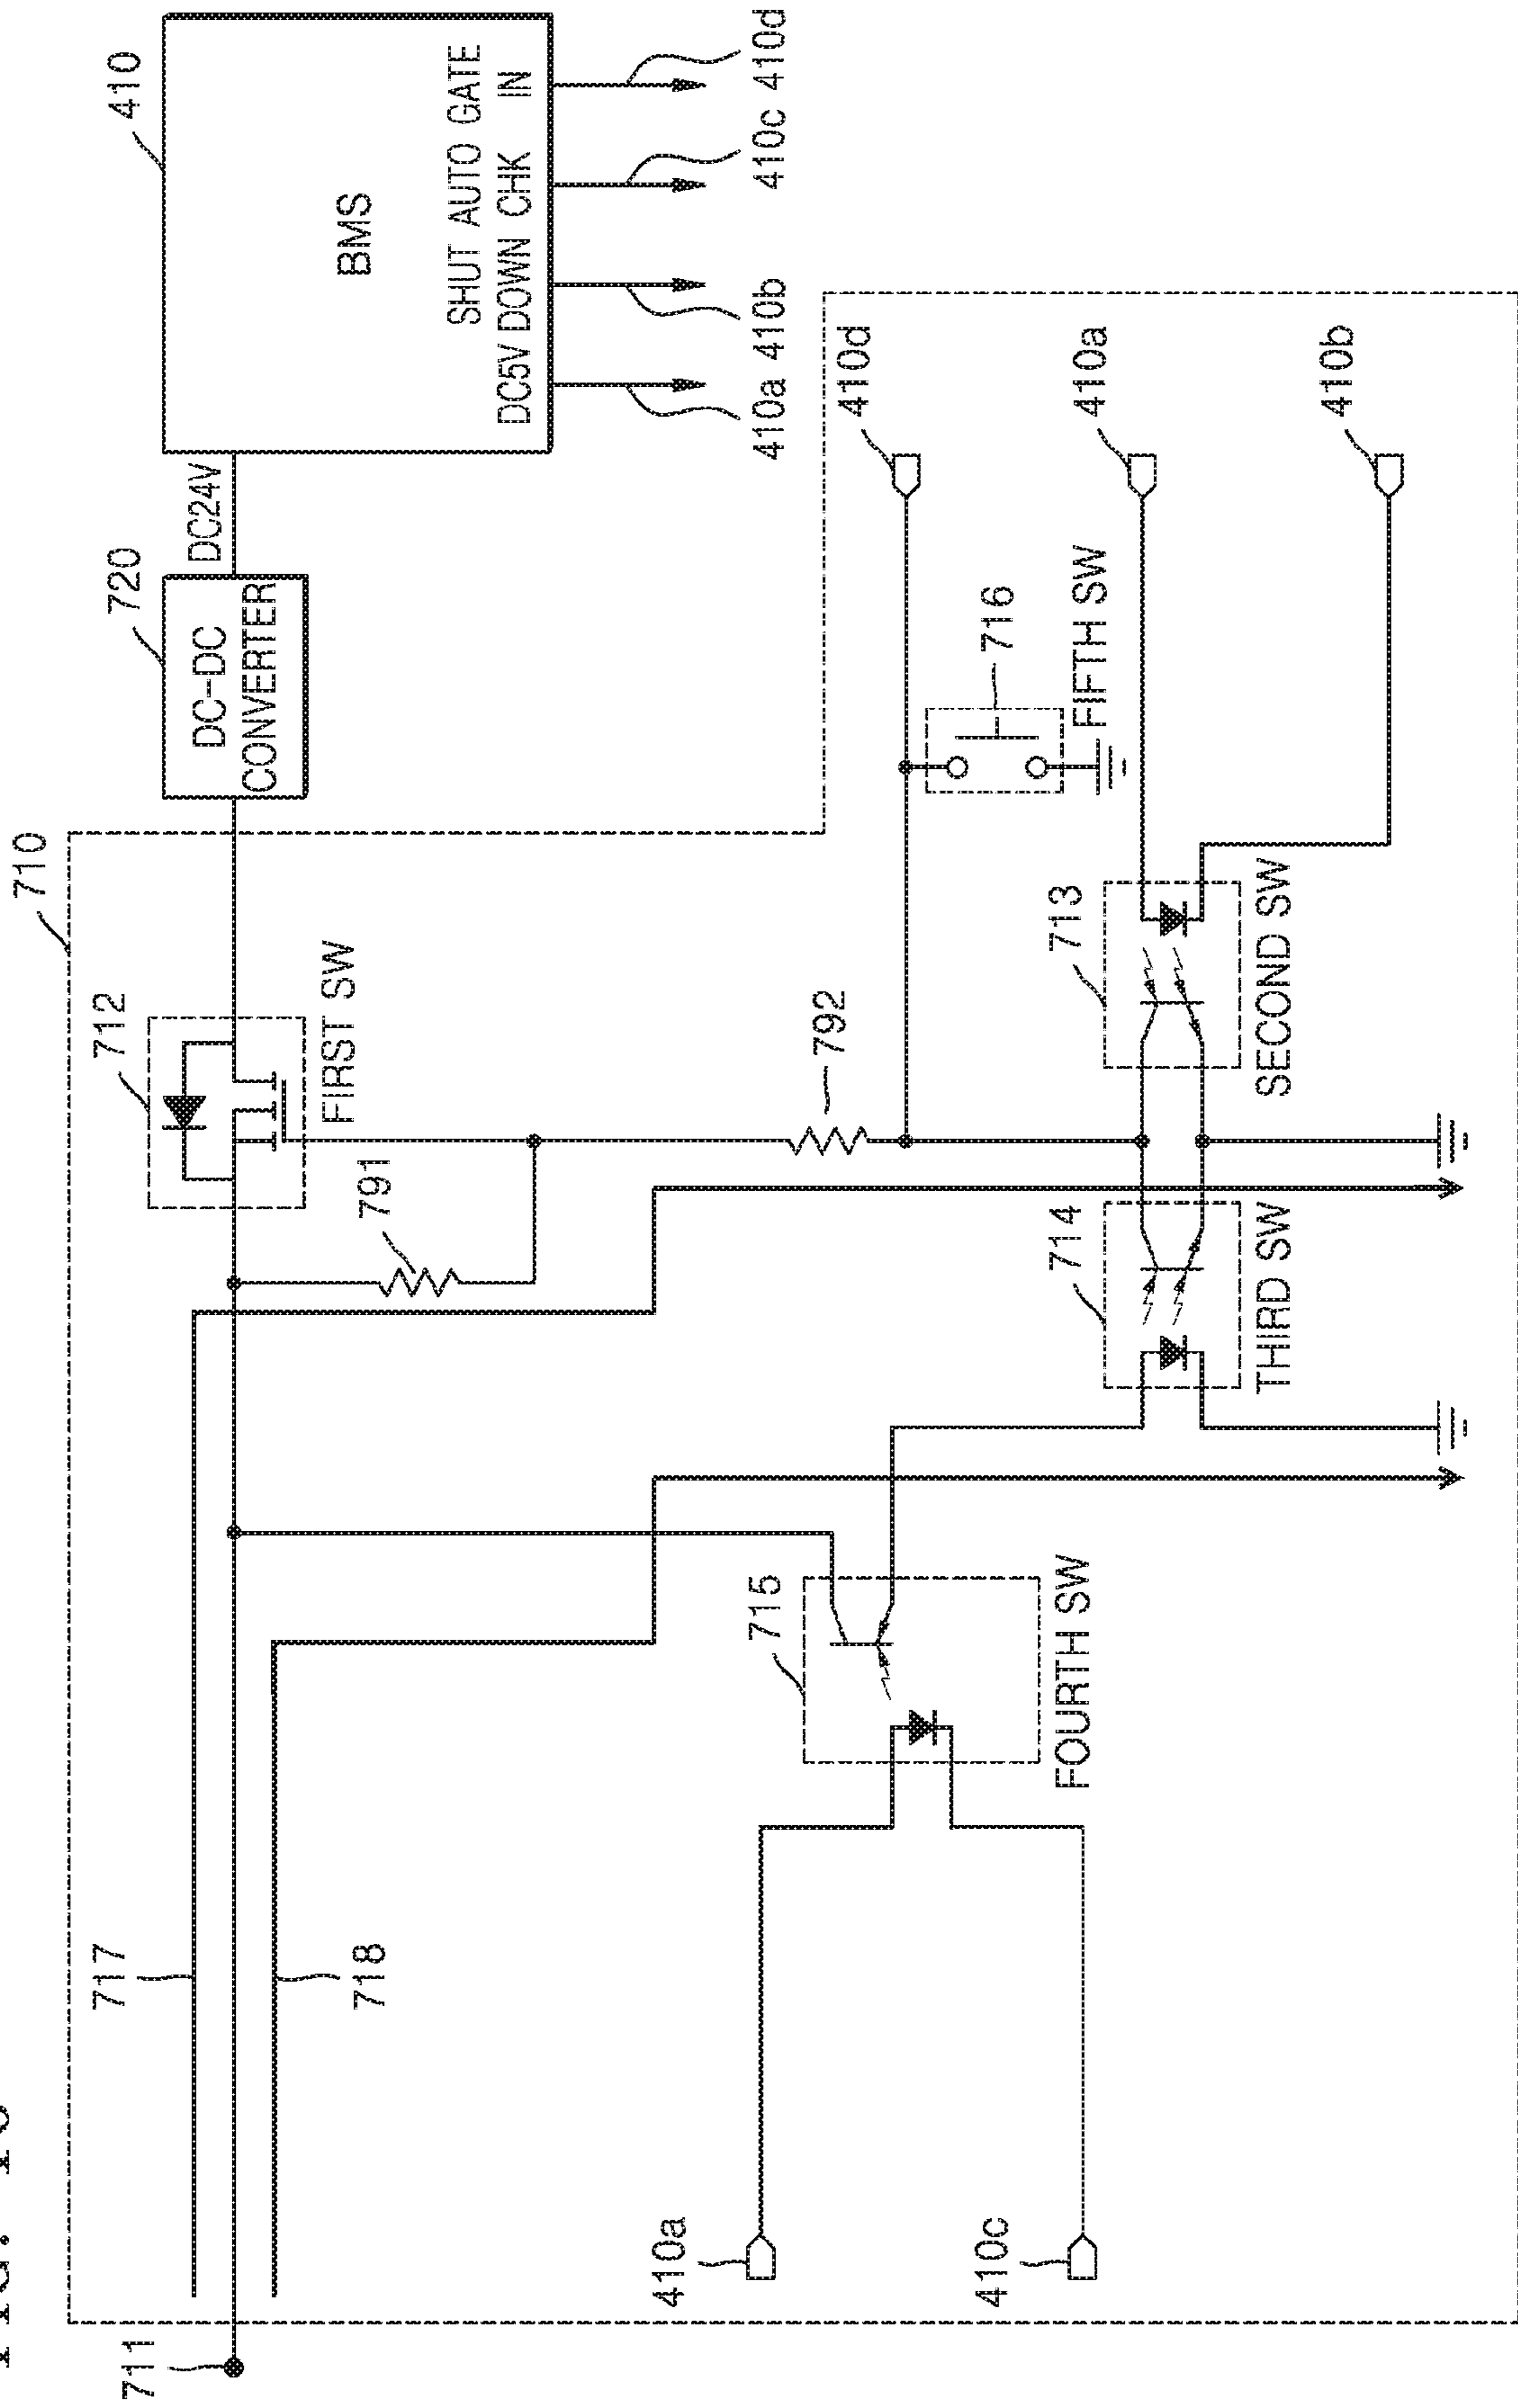 710
711
717
712
720
410
DC24V
DC-DC
CONVERTER
FIRST SW
BMS
718
791
SHUT AUTO GATE
DC5V DOWN CHK IN
410a
715
410a 410b 410c 410d
792
410d
410c
716
714
713
FOURTH SW
FIFTH SW
410a
THIRD SW
SECOND SW
410b